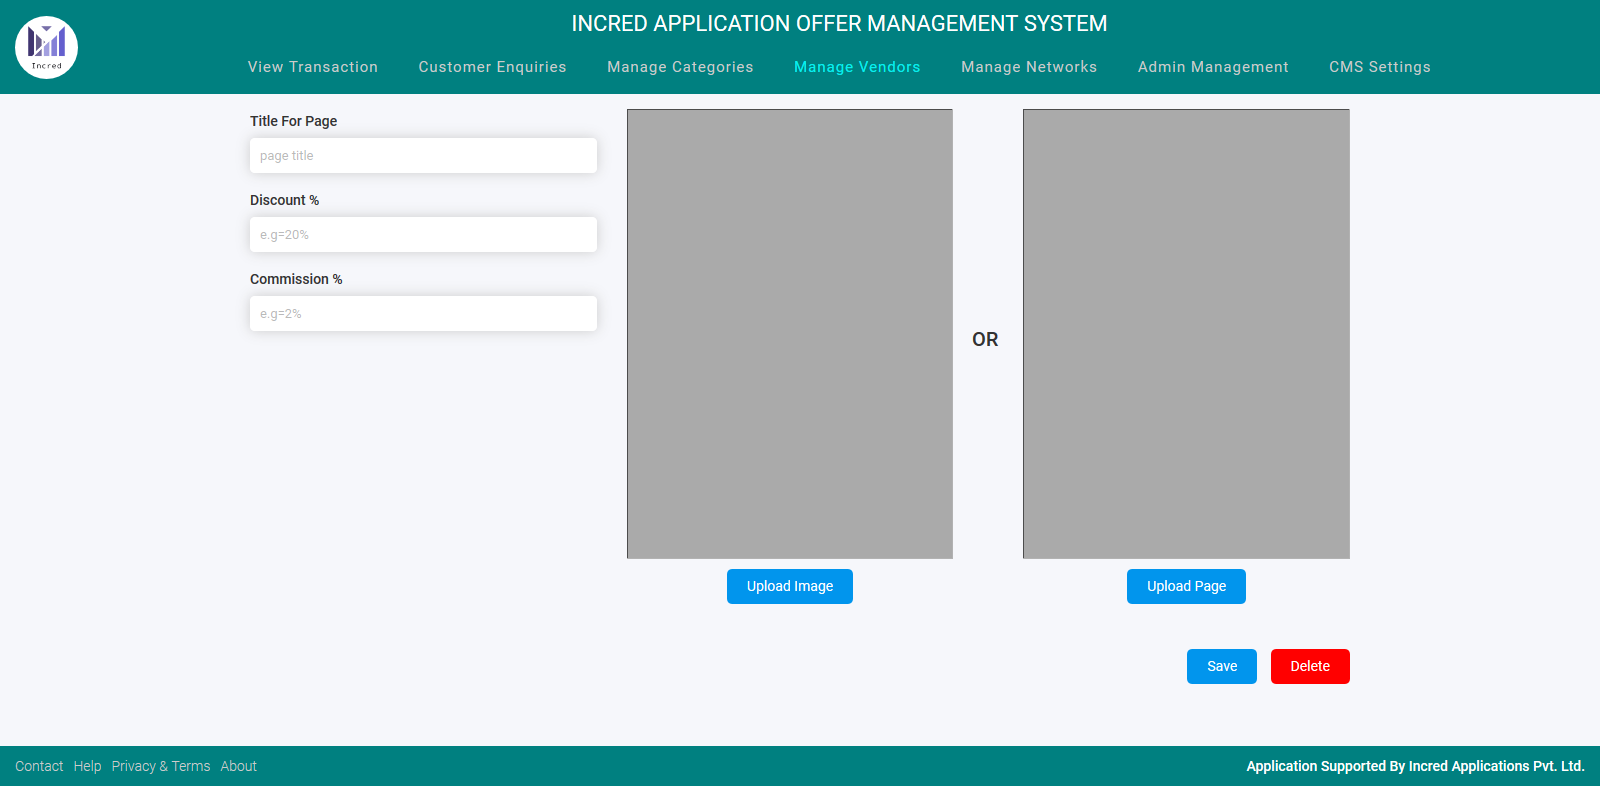 Incred
INCRED APPLICATION OFFER MANAGEMENT SYSTEM
View Transaction Customer Enquiries Manage Categories Manage Vendors Manage Networks Admin Management CMS Settings
Title For Page
page title
Discount %
e.g=20%
Commission %
e.g=2%
OR
Upload Image
Upload Page
Save Delete
Contact Help Privacy & Terms About
Application Supported By Incred Applications Pvt. Ltd.